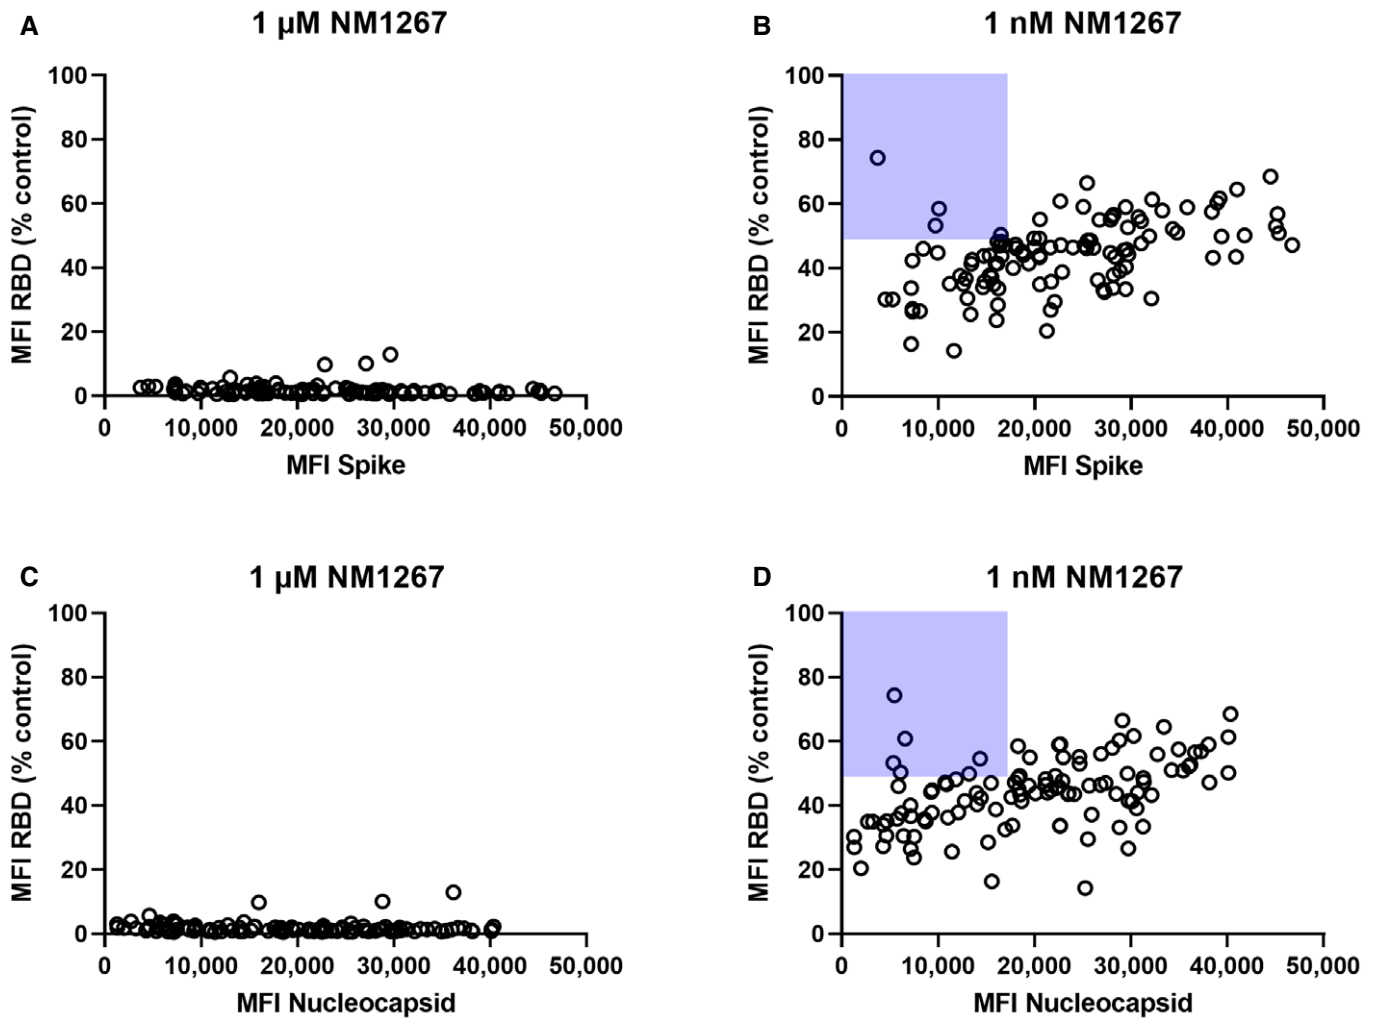 A
1 µM NM1267
100
80
60
40
20
0
MFI RBD (% control)
0 10,000 20,000 30,000 40,000 50,000
MFI Spike
B
1 nM NM1267
100
80
60
40
20
0
MFI RBD (% control)
0 10,000 20,000 30,000 40,000 50,000
MFI Spike
C
1 µM NM1267
100
80
60
40
20
0
MFI RBD (% control)
0 10,000 20,000 30,000 40,000 50,000
MFI Nucleocapsid
D
1 nM NM1267
100
80
60
40
20
0
MFI RBD (% control)
0 10,000 20,000 30,000 40,000 50,000
MFI Nucleocapsid